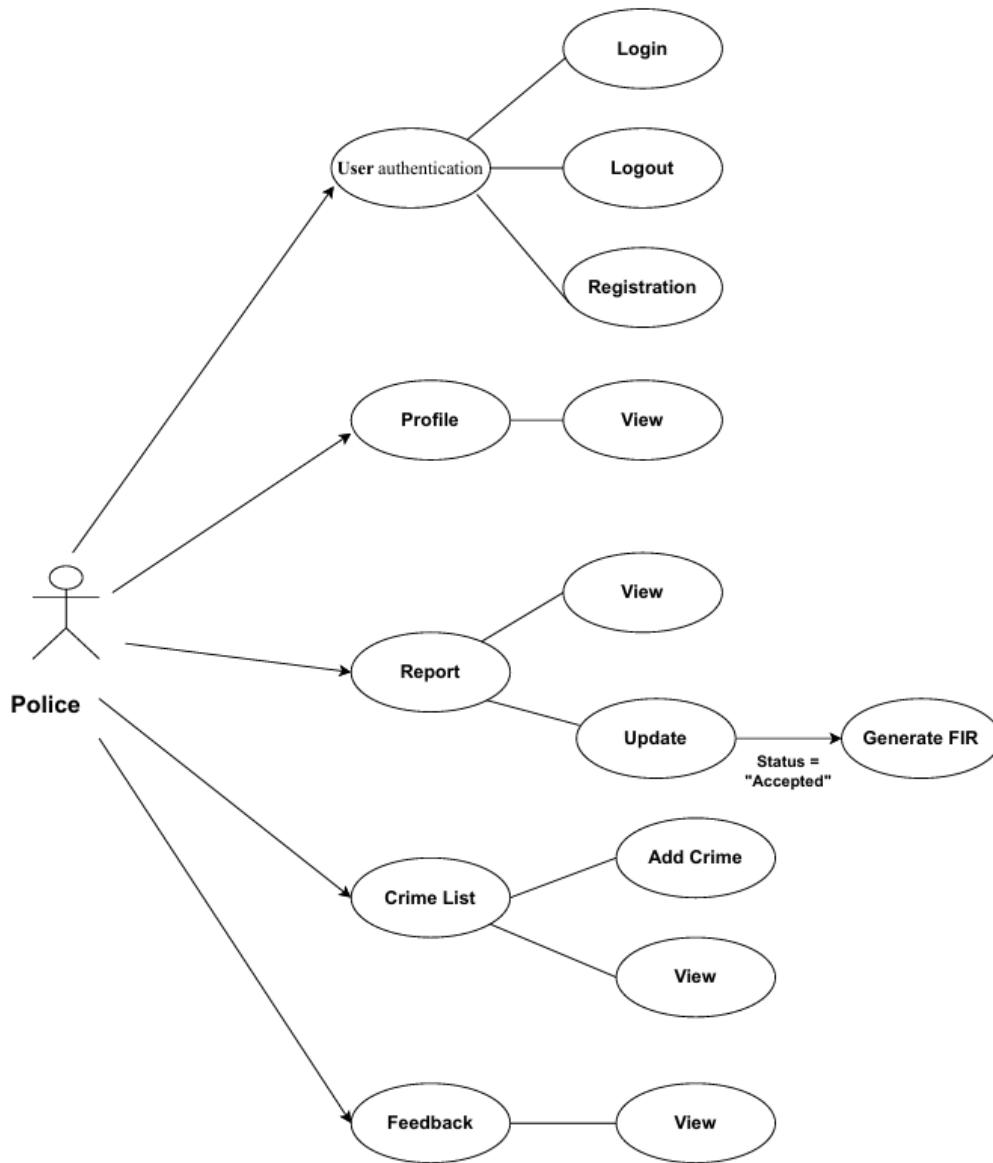 Login
User authentication
Logout
Registration
Profile
View
View
Report
Police
Update
Generate FIR
Status =
"Accepted"
Add Crime
Crime List
View
Feedback
View